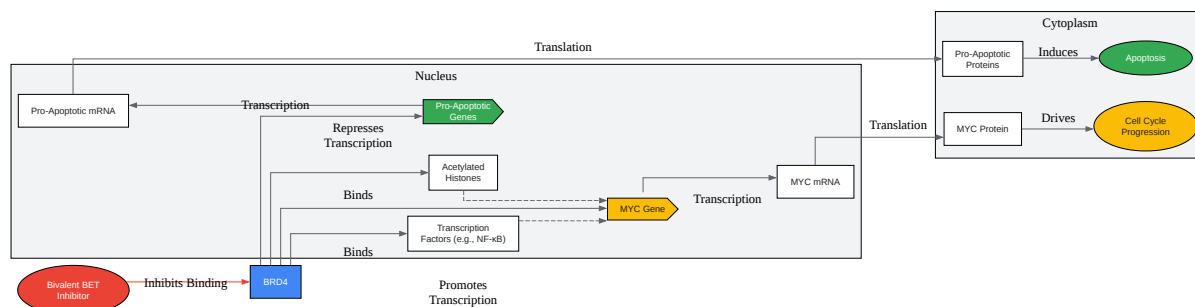 Cytoplasm
Translation
Pro-Apoptotic
Proteins
Induces
Apoptosis
Nucleus
Pro-Apoptotic mRNA
Transcription
Pro-Apoptotic
Genes
Represses
Transcription
Translation
MYC Protein
Drives
Cell Cycle
Progression
Acetylated
Histones
Binds
MYC Gene
Transcription
MYC mRNA
Transcription
Factors (e.g., NF-κB)
Binds
Bivalent BET
Inhibitor
Inhibits Binding
BRD4
Promotes
Transcription